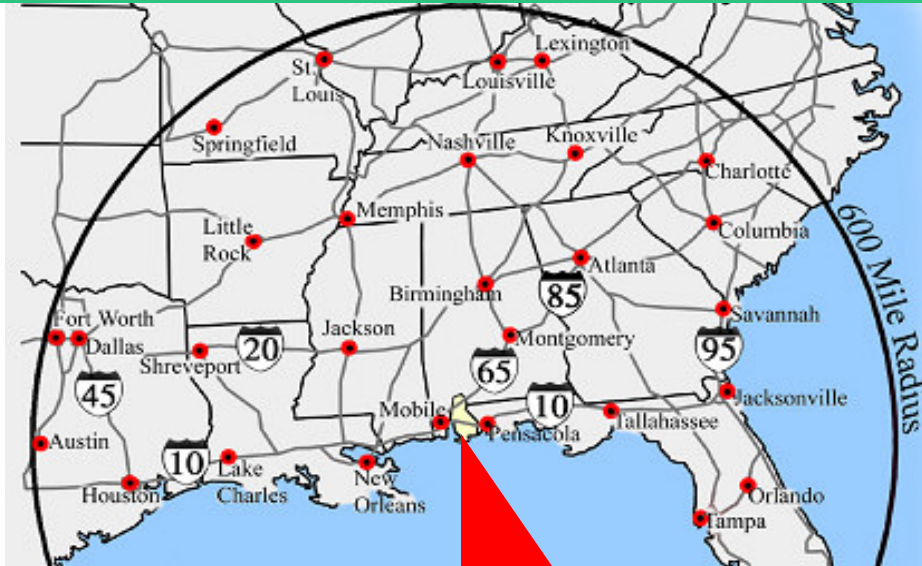 Lexington
St.
Louis
Louisville
Springfield
Nashville
Knoxville
Charlotte
Memphis
Little
Rock
Columbia
600 Mile Radius
Atlanta
Birmingham
85
Fort Worth
Dallas
Jackson
Savannah
Shreveport
20
Montgomery
95
65
45
Mobile
10
Jacksonville
Pensacola
Tallahassee
Austin
10
Lake
Charles
New
Orleans
Houston
Orlando
Tampa